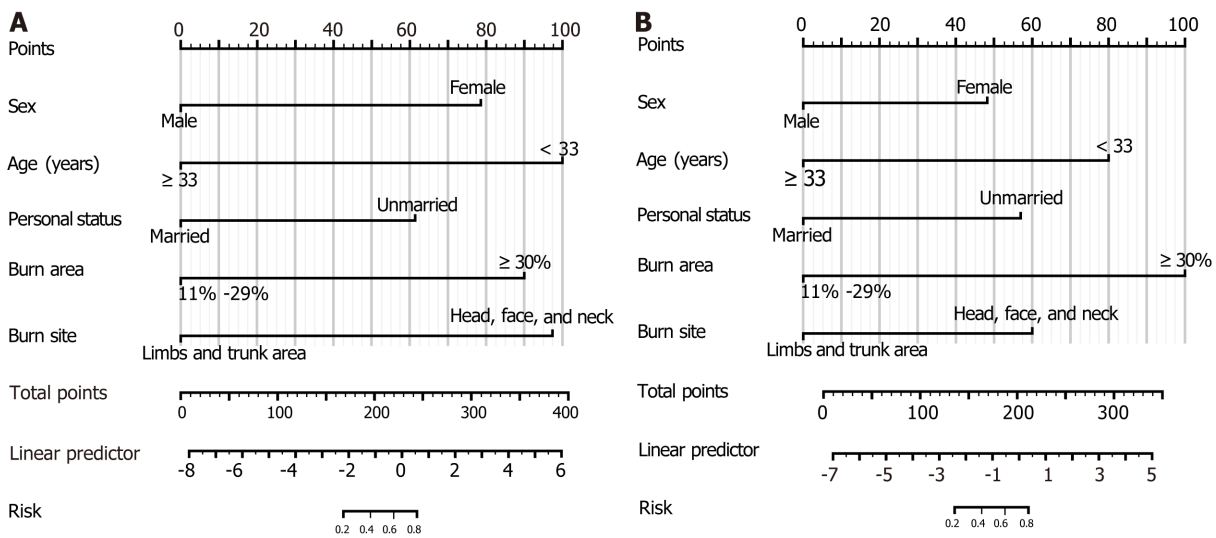 A
0 20 40 60 80 100
Points
Female
Sex
Male
< 33
Age (years)
≥ 33
Unmarried
Personal status
Married
≥ 30%
Burn area
11% -29%
Head, face, and neck
Burn site
Limbs and trunk area
Total points
0 100 200 300 400
Linear predictor
-8 -6 -4 -2 0 2 4 6
Risk
0.2 0.4 0.6 0.8
B
0 20 40 60 80 100
Points
Female
Sex
Male
< 33
Age (years)
≥ 33
Unmarried
Personal status
Married
≥ 30%
Burn area
11% -29%
Head, face, and neck
Burn site
Limbs and trunk area
Total points
0 100 200 300
Linear predictor
-7 -5 -3 -1 1 3 5
Risk
0.2 0.4 0.6 0.8